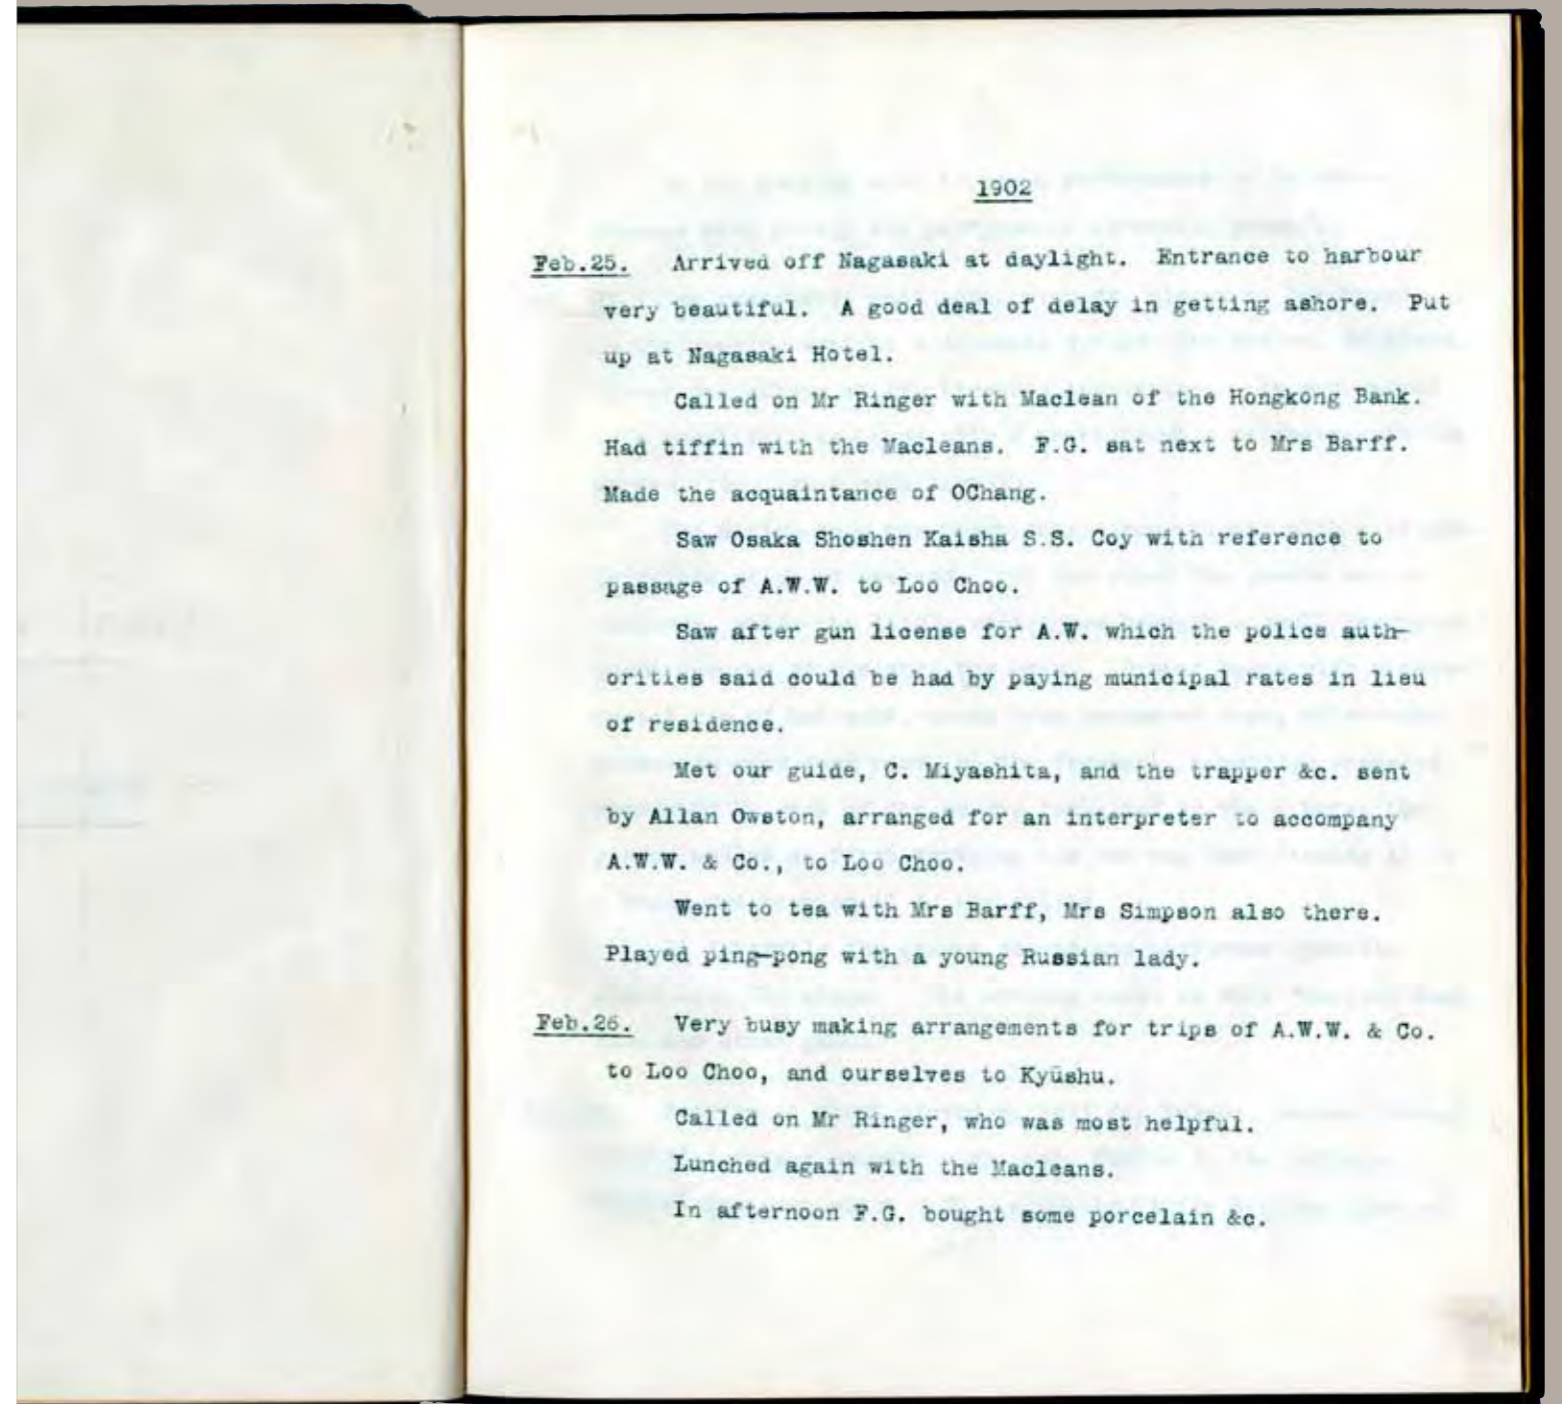 1902
Feb.25. Arrived off Nagasaki at daylight. Entrance to harbour
very beautiful. A good deal of delay in getting ashore. Put
up at Nagasaki Hotel.
Called on Mr Ringer with Maclean of the Hongkong Bank.
Had tiffin with the Macleans. F.G. sat next to Mrs Barff.
Made the acquaintance of OChang.
Saw Osaka Shoshen Kaisha S.S. Coy with reference to
passage of A.W.W. to Loo Choo.
Saw after gun license for A.W. which the police auth-
orities said could be had by paying municipal rates in lieu
of residence.
Met our guide, C. Miyashita, and the trapper &c. sent
by Allan Owston, arranged for an interpreter to accompany
A.W.W. & Co., to Loo Choo.
Went to tea with Mrs Barff, Mrs Simpson also there.
Played ping-pong with a young Russian lady.
Feb.26. Very busy making arrangements for trips of A.W.W. & Co.
to Loo Choo, and ourselves to Kyūshu.
Called on Mr Ringer, who was most helpful.
Lunched again with the Macleans.
In afternoon F.G. bought some porcelain &c.